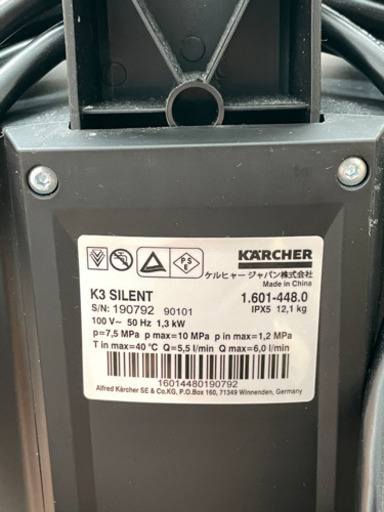 KÄRCHER
ケルヒャー ジャパン株式会社
Made in China
K3 SILENT
1.601-448.0
S/N: 190792 90101
IPX5 12,1 kg
100 V~ 50 Hz 1,3 kW
p=7,5 MPa p max=10 MPa p in max=1,2 MPa
T in max=40 °C Q=5,5 l/min Q max=6,0 l/min
16014480190792
Alfred Kärcher SE & Co.KG, P.O.Box 160, 71349 Winnenden, Germany